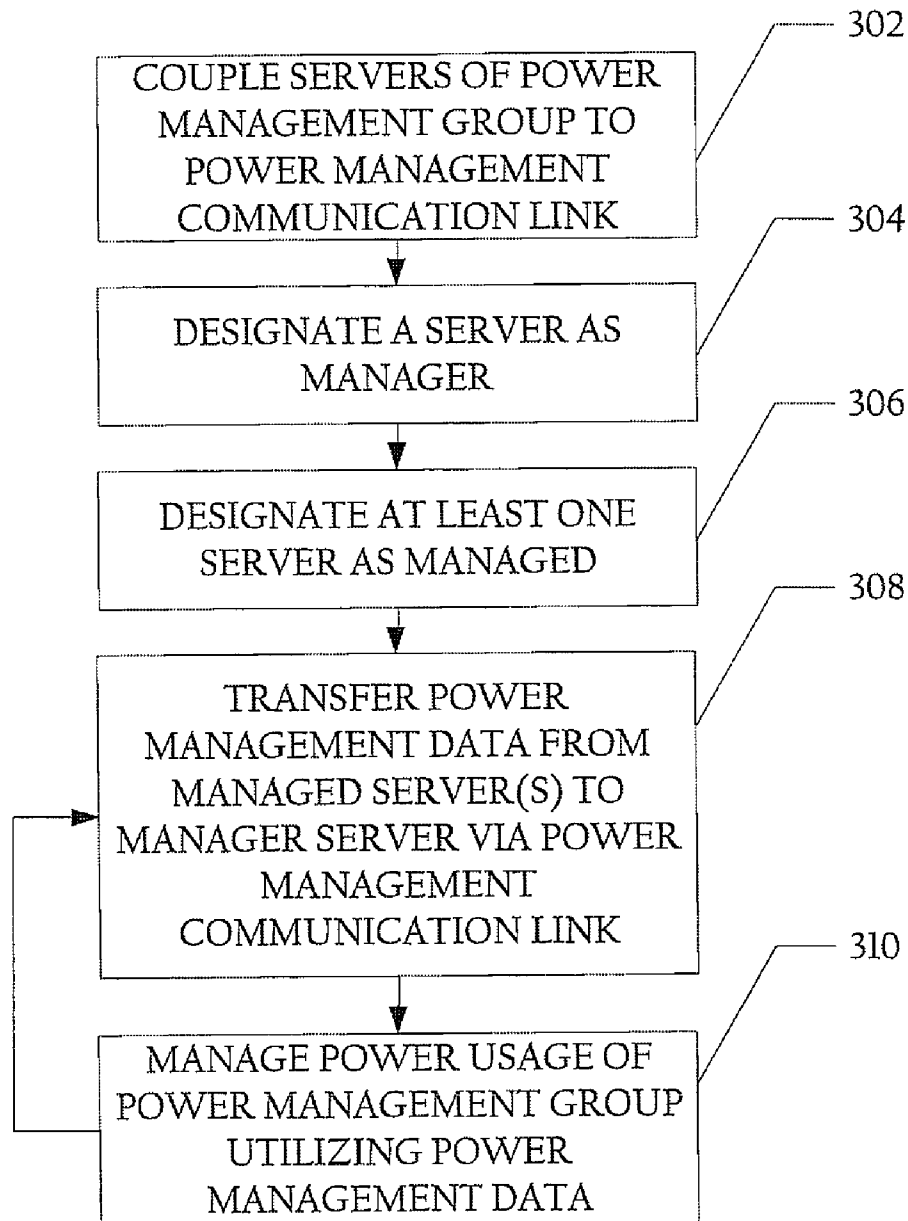 302
COUPLE SERVERS OF POWER
MANAGEMENT GROUP TO
POWER MANAGEMENT
COMMUNICATION LINK
304
DESIGNATE A SERVER AS
MANAGER
306
DESIGNATE AT LEAST ONE
SERVER AS MANAGED
308
TRANSFER POWER
MANAGEMENT DATA FROM
MANAGED SERVER(S) TO
MANAGER SERVER VIA POWER
MANAGEMENT
COMMUNICATION LINK
310
MANAGE POWER USAGE OF
POWER MANAGEMENT GROUP
UTILIZING POWER
MANAGEMENT DATA